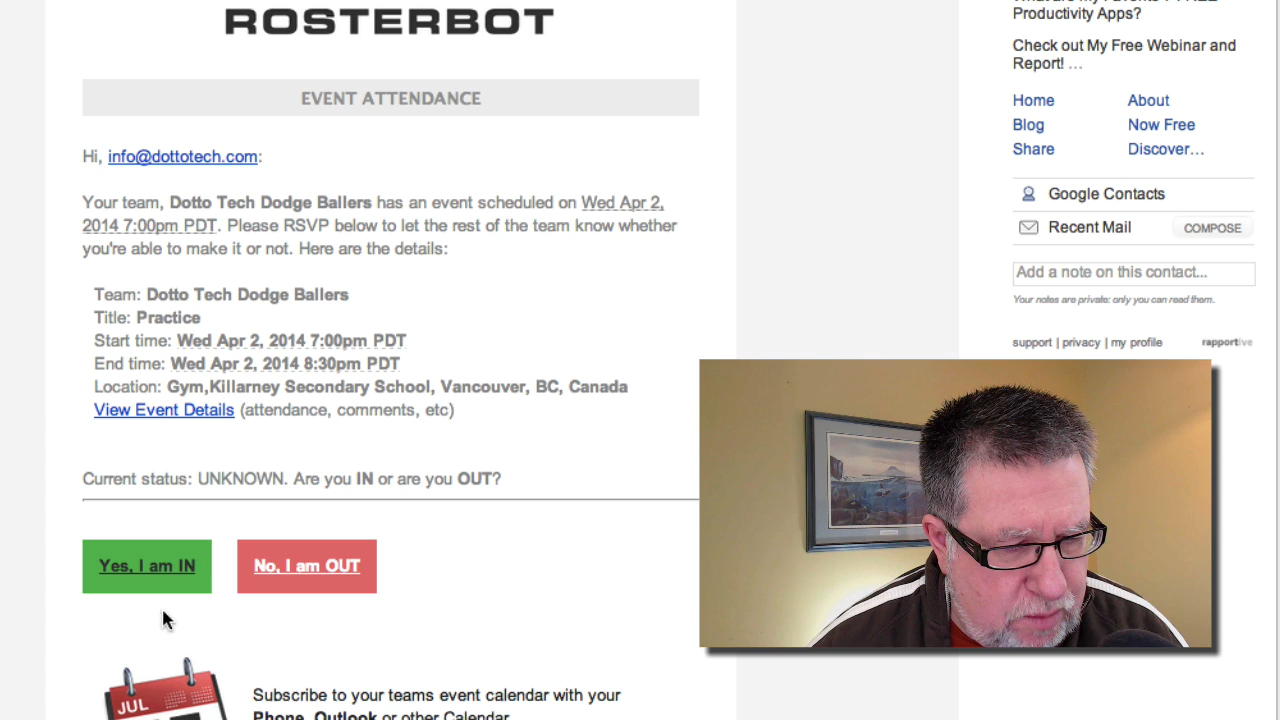 ROSTERBOT
EVENT ATTENDANCE
Hi, info@dottotech.com:
Your team, Dotto Tech Dodge Ballers has an event scheduled on Wed Apr 2,
2014 7:00pm PDT. Please RSVP below to let the rest of the team know whether
you're able to make it or not. Here are the details:
Team: Dotto Tech Dodge Ballers
Title: Practice
Start time: Wed Apr 2, 2014 7:00pm PDT
End time: Wed Apr 2, 2014 8:30pm PDT
Location: Gym,Killarney Secondary School, Vancouver, BC, Canada
View Event Details (attendance, comments, etc)
Current status: UNKNOWN. Are you IN or are you OUT?
Yes, I am IN
No, I am OUT
JUL
Subscribe to your teams event calendar with your
Phone, Outlook or other Calendar
Productivity Apps?
Check out My Free Webinar and
Report! ...
Home About
Blog Now Free
Share Discover...
Google Contacts
Recent Mail COMPOSE
Add a note on this contact...
Your notes are private: only you can read them.
support | privacy | my profile rapportive